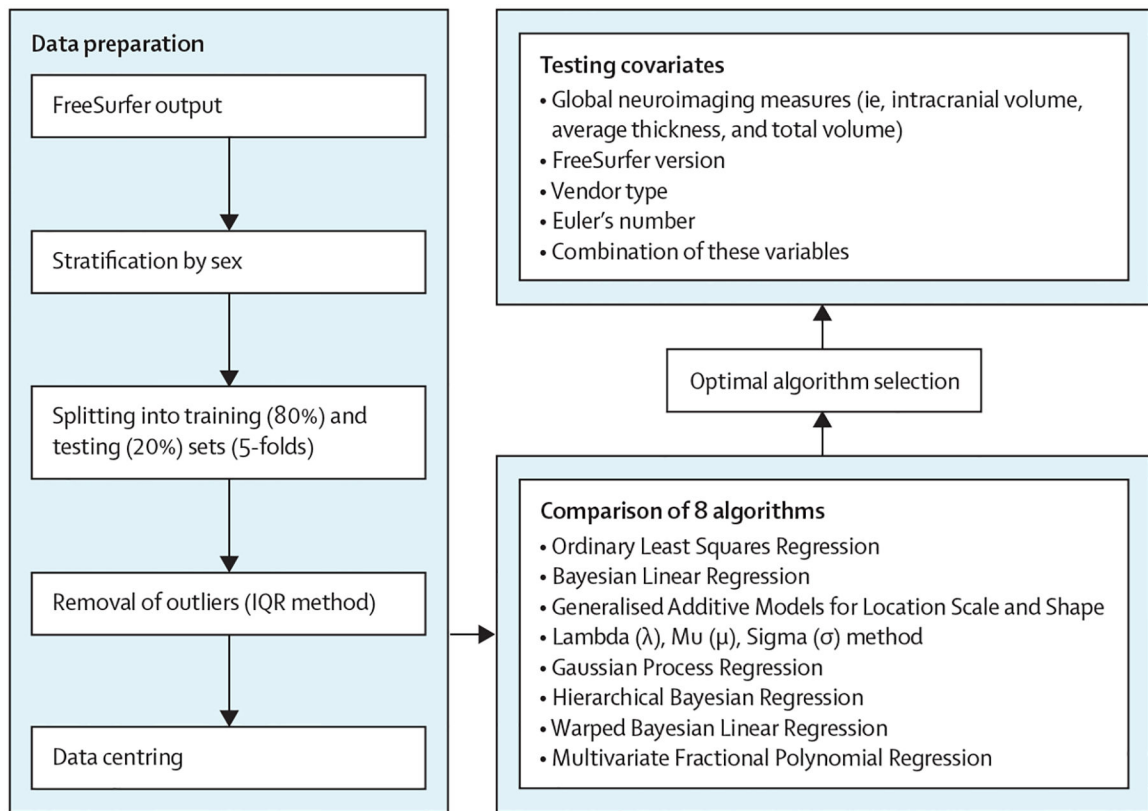 Data preparation
FreeSurfer output
Stratification by sex
Splitting into training (80%) and
testing (20%) sets (5-folds)
Removal of outliers (IQR method)
Data centring
Comparison of 8 algorithms
• Ordinary Least Squares Regression
• Bayesian Linear Regression
• Generalised Additive Models for Location Scale and Shape
• Lambda (λ), Mu (μ), Sigma (σ) method
• Gaussian Process Regression
• Hierarchical Bayesian Regression
• Warped Bayesian Linear Regression
• Multivariate Fractional Polynomial Regression
Optimal algorithm selection
Testing covariates
• Global neuroimaging measures (ie, intracranial volume,
average thickness, and total volume)
• FreeSurfer version
• Vendor type
• Euler’s number
• Combination of these variables